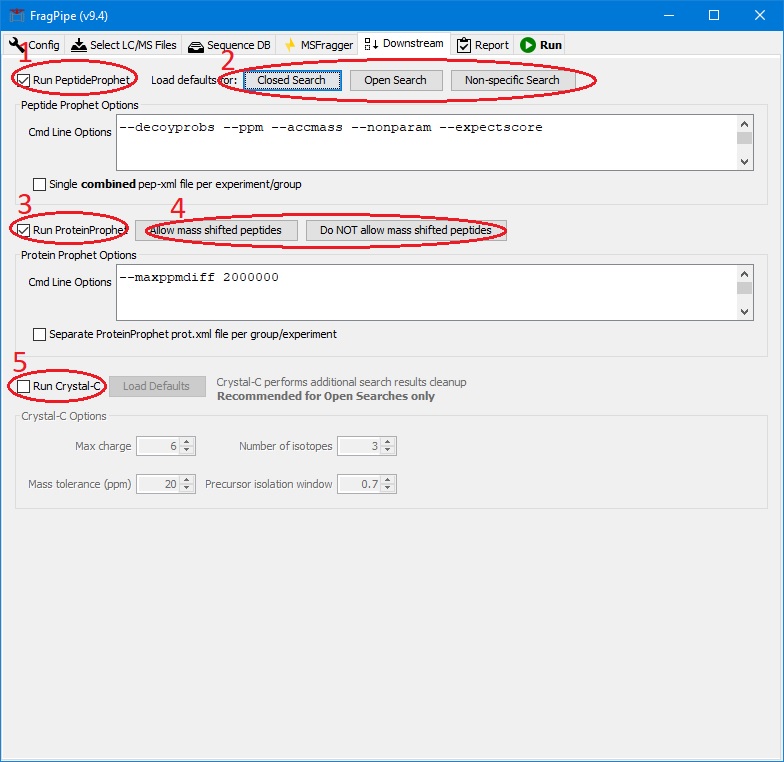 FragPipe (v9.4)
Config Select LC/MS Files Sequence DB MSFragger Downstream Report Run
1 2
Run PeptideProphet Load defaults for: Closed Search Open Search Non-specific Search
Peptide Prophet Options
Cmd Line Options --decoyprobs --ppm --accmass --nonparam --expectscore
Single combined pep-xml file per experiment/group
3 4
Run ProteinProphet Allow mass shifted peptides Do NOT allow mass shifted peptides
Protein Prophet Options
Cmd Line Options --maxppmdiff 2000000
Separate ProteinProphet prot.xml file per group/experiment
5
Run Crystal-C Load Defaults Crystal-C performs additional search results cleanup
Recommended for Open Searches only
Crystal-C Options
Max charge 6 Number of isotopes 3
Mass tolerance (ppm) 20 Precursor isolation window 0.7